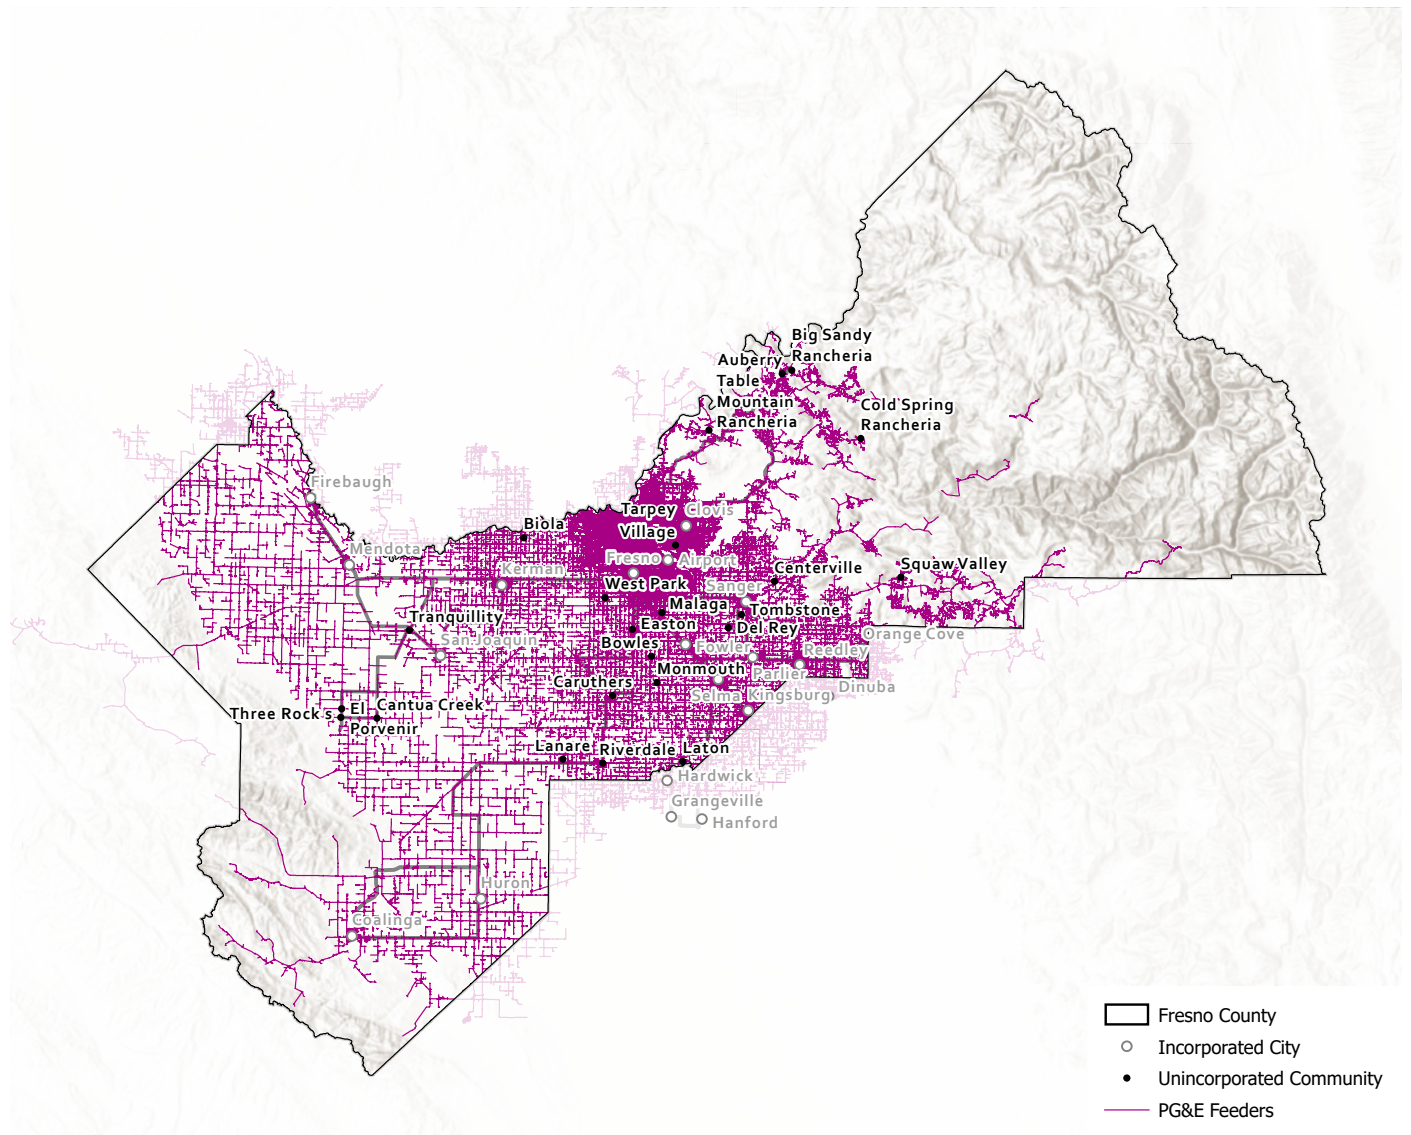 Big Sandy
Rancheria
Auberry
Table
Mountain
Rancheria
Cold Spring
Rancheria
Firebaugh
Tarpey
Village
Clovis
Biola
Mendota
Fresno
Airport
Kerman
West Park
Centerville
Squaw Valley
Sanger
Malaga
Tombstone
Tranquillity
Easton
Del Rey
San Joaquin
Bowles
Fowler
Reedley
Orange Cove
Monmouth
Parlier
Dinuba
Caruthers
Selma
Kingsburg
Three Rocks
El
Porvenir
Cantua Creek
Lanare
Riverdale
Laton
Hardwick
Grangeville
Hanford
Huron
Coalinga
Fresno County
Incorporated City
Unincorporated Community
PG&E Feeders